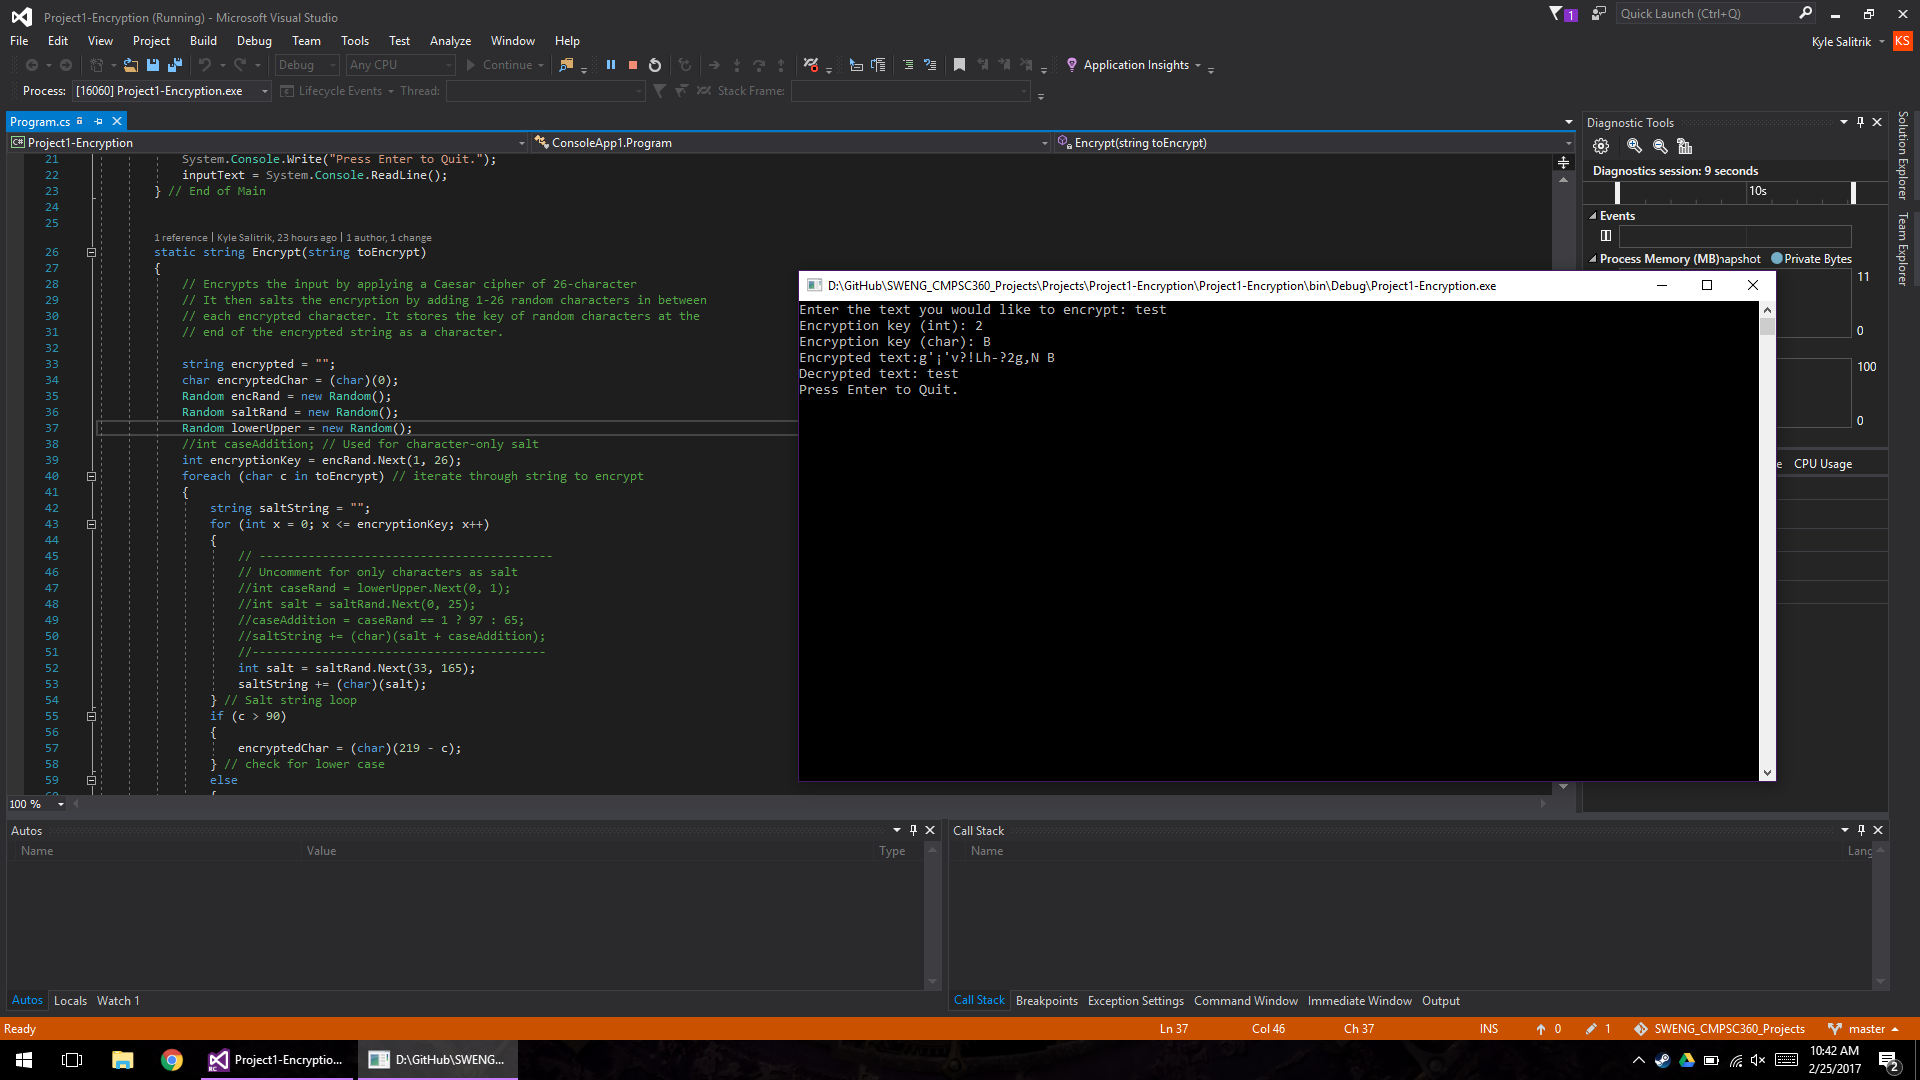 Project1-Encryption (Running) - Microsoft Visual Studio
1
Quick Launch (Ctrl+Q)
File Edit View Project Build Debug Team Tools Test Analyze Window Help
Kyle Salitrik KS
Debug Any CPU Continue Application Insights
Process: [16060] Project1-Encryption.exe Lifecycle Events Thread: Stack Frame:
Program.cs
Project1-Encryption ConsoleApp1.Program Encrypt(string toEncrypt)
21 System.Console.Write("Press Enter to Quit.");
22 inputText = System.Console.ReadLine();
23 } // End of Main
24
25
1 reference | Kyle Salitrik, 23 hours ago | 1 author, 1 change
26 static string Encrypt(string toEncrypt)
27 {
28 // Encrypts the input by applying a Caesar cipher of 26-character
29 // It then salts the encryption by adding 1-26 random characters in between
30 // each encrypted character. It stores the key of random characters at the
31 // end of the encrypted string as a character.
32
33 string encrypted = "";
34 char encryptedChar = (char)(0);
35 Random encRand = new Random();
36 Random saltRand = new Random();
37 Random lowerUpper = new Random();
38 //int caseAddition; // Used for character-only salt
39 int encryptionKey = encRand.Next(1, 26);
40 foreach (char c in toEncrypt) // iterate through string to encrypt
41 {
42 string saltString = "";
43 for (int x = 0; x <= encryptionKey; x++)
44 {
45 // ------------------------------------------
46 // Uncomment for only characters as salt
47 //int caseRand = lowerUpper.Next(0, 1);
48 //int salt = saltRand.Next(0, 25);
49 //caseAddition = caseRand == 1 ? 97 : 65;
50 //saltString += (char)(salt + caseAddition);
51 //------------------------------------------
52 int salt = saltRand.Next(33, 165);
53 saltString += (char)(salt);
54 } // Salt string loop
55 if (c > 90)
56 {
57 encryptedChar = (char)(219 - c);
58 } // check for lower case
59 else
100 %
D:\GitHub\SWENG_CMPSC360_Projects\Projects\Project1-Encryption\Project1-Encryption\bin\Debug\Project1-Encryption.exe
Enter the text you would like to encrypt: test
Encryption key (int): 2
Encryption key (char): B
Encrypted text:g'¡'v?!Lh-?2g,N B
Decrypted text: test
Press Enter to Quit.
Diagnostic Tools
Diagnostics session: 9 seconds
10s
Events
Process Memory (MB) napshot Private Bytes
11
0
100
0
e CPU Usage
Solution Explorer
Team Explorer
Autos
Name Value Type
Autos Locals Watch 1
Call Stack
Name Lang
Call Stack Breakpoints Exception Settings Command Window Immediate Window Output
Ready Ln 37 Col 46 Ch 37 INS 0 1 SWENG_CMPSC360_Projects master
Project1-Encryptio... D:\GitHub\SWENG...
10:42 AM
2/25/2017
2